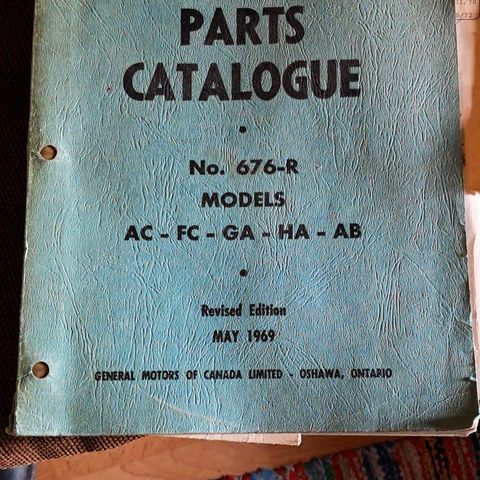 PARTS
CATALOGUE
•
No. 676-R
MODELS
AC - FC - GA - HA - AB
•
Revised Edition
MAY 1969
GENERAL MOTORS OF CANADA LIMITED - OSHAWA, ONTARIO